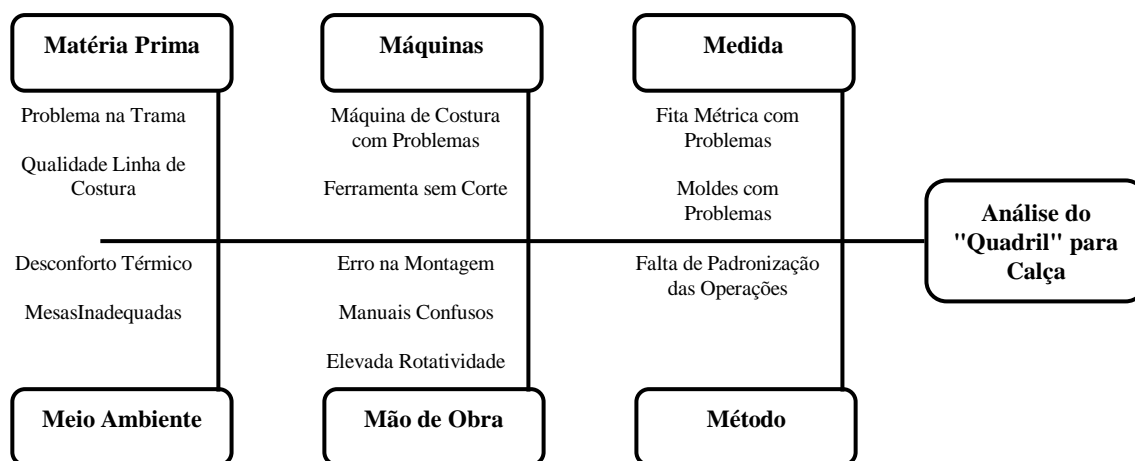 Matéria Prima
Máquinas
Medida
Problema na Trama
Qualidade Linha de
Costura
Máquina de Costura
com Problemas
Ferramenta sem Corte
Fita Métrica com
Problemas
Moldes com
Problemas
Análise do
"Quadril" para
Calça
Desconforto Térmico
MesasInadequadas
Erro na Montagem
Manuais Confusos
Elevada Rotatividade
Falta de Padronização
das Operações
Meio Ambiente
Mão de Obra
Método